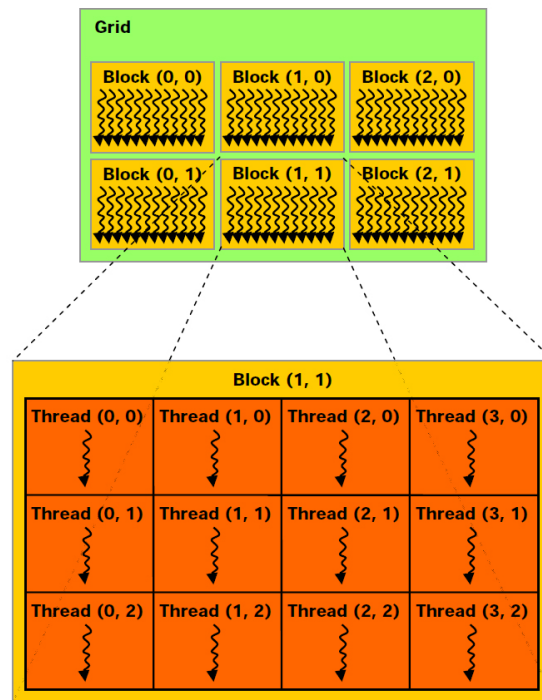 Grid
Block (0, 0) Block (1, 0) Block (2, 0)
Block (0, 1) Block (1, 1) Block (2, 1)
Block (1, 1)
Thread (0, 0) Thread (1, 0) Thread (2, 0) Thread (3, 0)
Thread (0, 1) Thread (1, 1) Thread (2, 1) Thread (3, 1)
Thread (0, 2) Thread (1, 2) Thread (2, 2) Thread (3, 2)